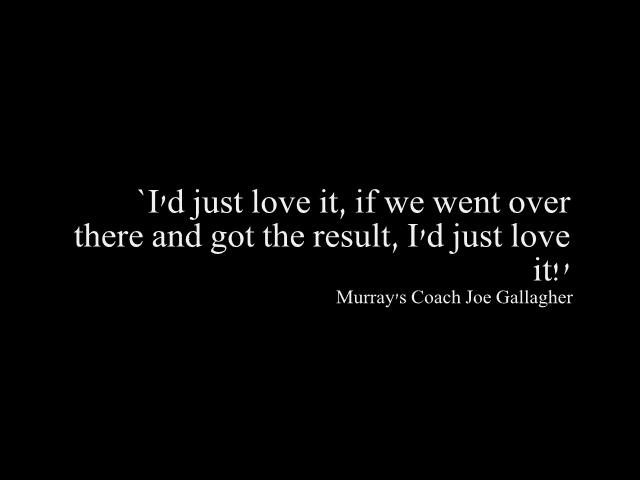 `I'd just love it, if we went over
there and got the result, I'd just love
it!'
Murray's Coach Joe Gallagher